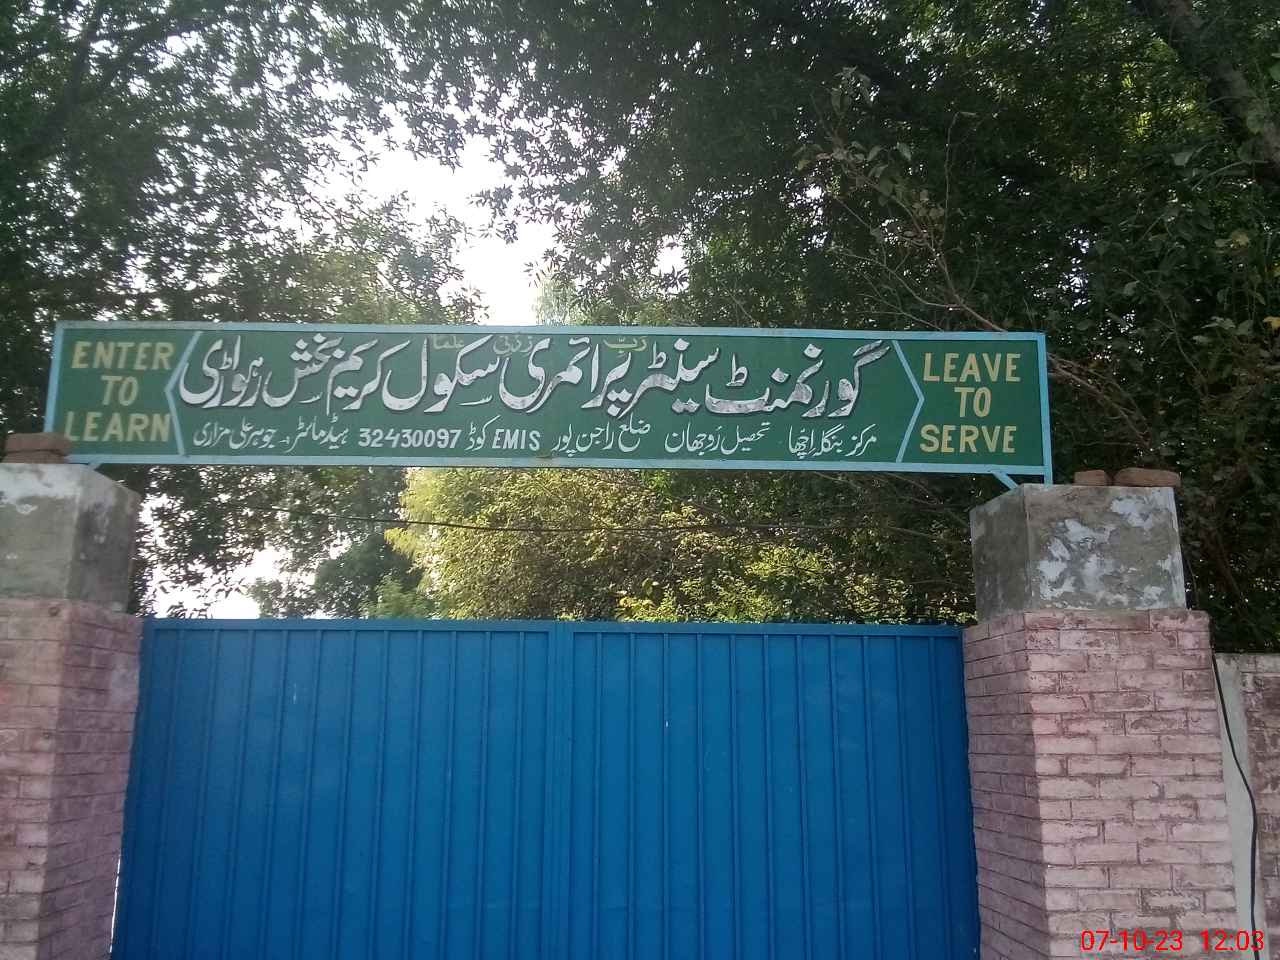 ENTER
TO
LEARN
رَبِّ زِدْنِی عِلْمًا
گورنمنٹ سنٹر پرائمری سکول کریم بخش رہواڑی
مرکز بنگلہ اچھا تحصیل روجھان ضلع راجن پور EMIS کوڈ 32430097 ہیڈ ماسٹر۔ جوہر علی مزاری
LEAVE
TO
SERVE
07-10-23 12:03